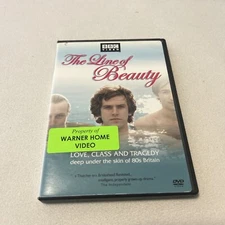 BBC
VIDEO
The Line of
Beauty
Property of
WARNER HOME
VIDEO
LOVE, CLASS AND TRAGEDY
deep under the skin of 80s Britain
DVD